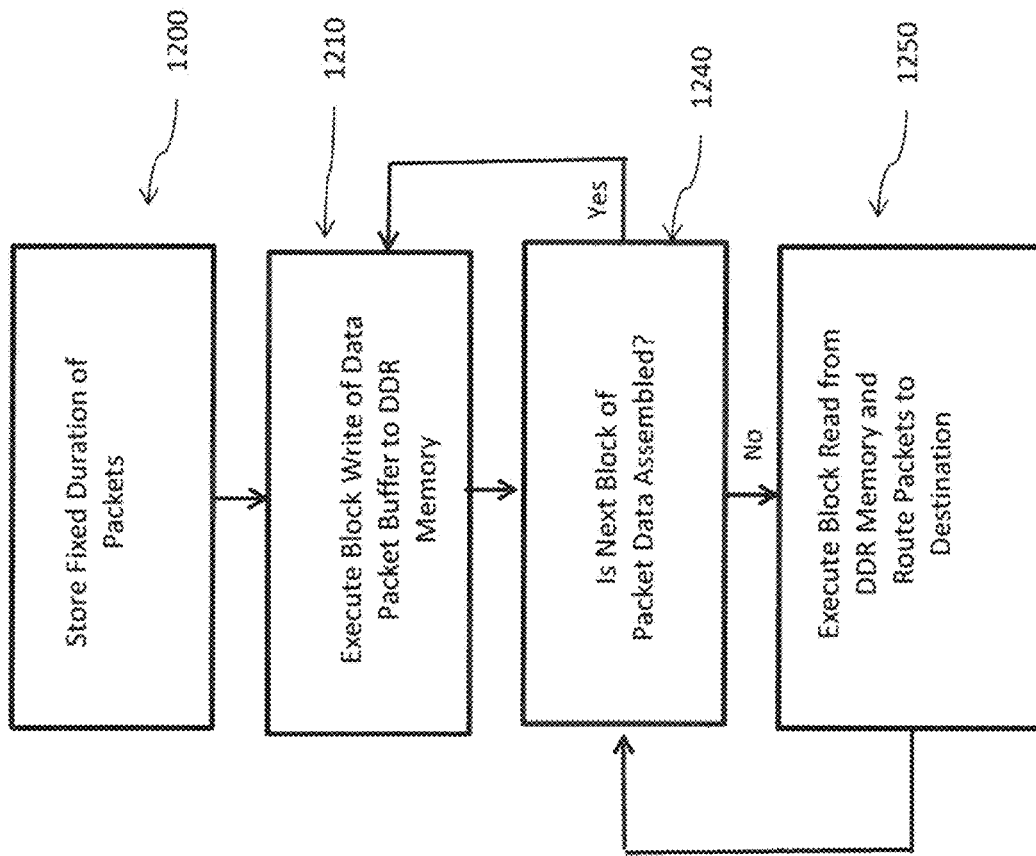 Store Fixed Duration of
Packets
1200
Execute Block Write of Data
Packet Buffer to DDR
Memory
1210
Is Next Block of
Packet Data Assembled?
Yes
1240
No
Execute Block Read from
DDR Memory and
Route Packets to
Destination
1250